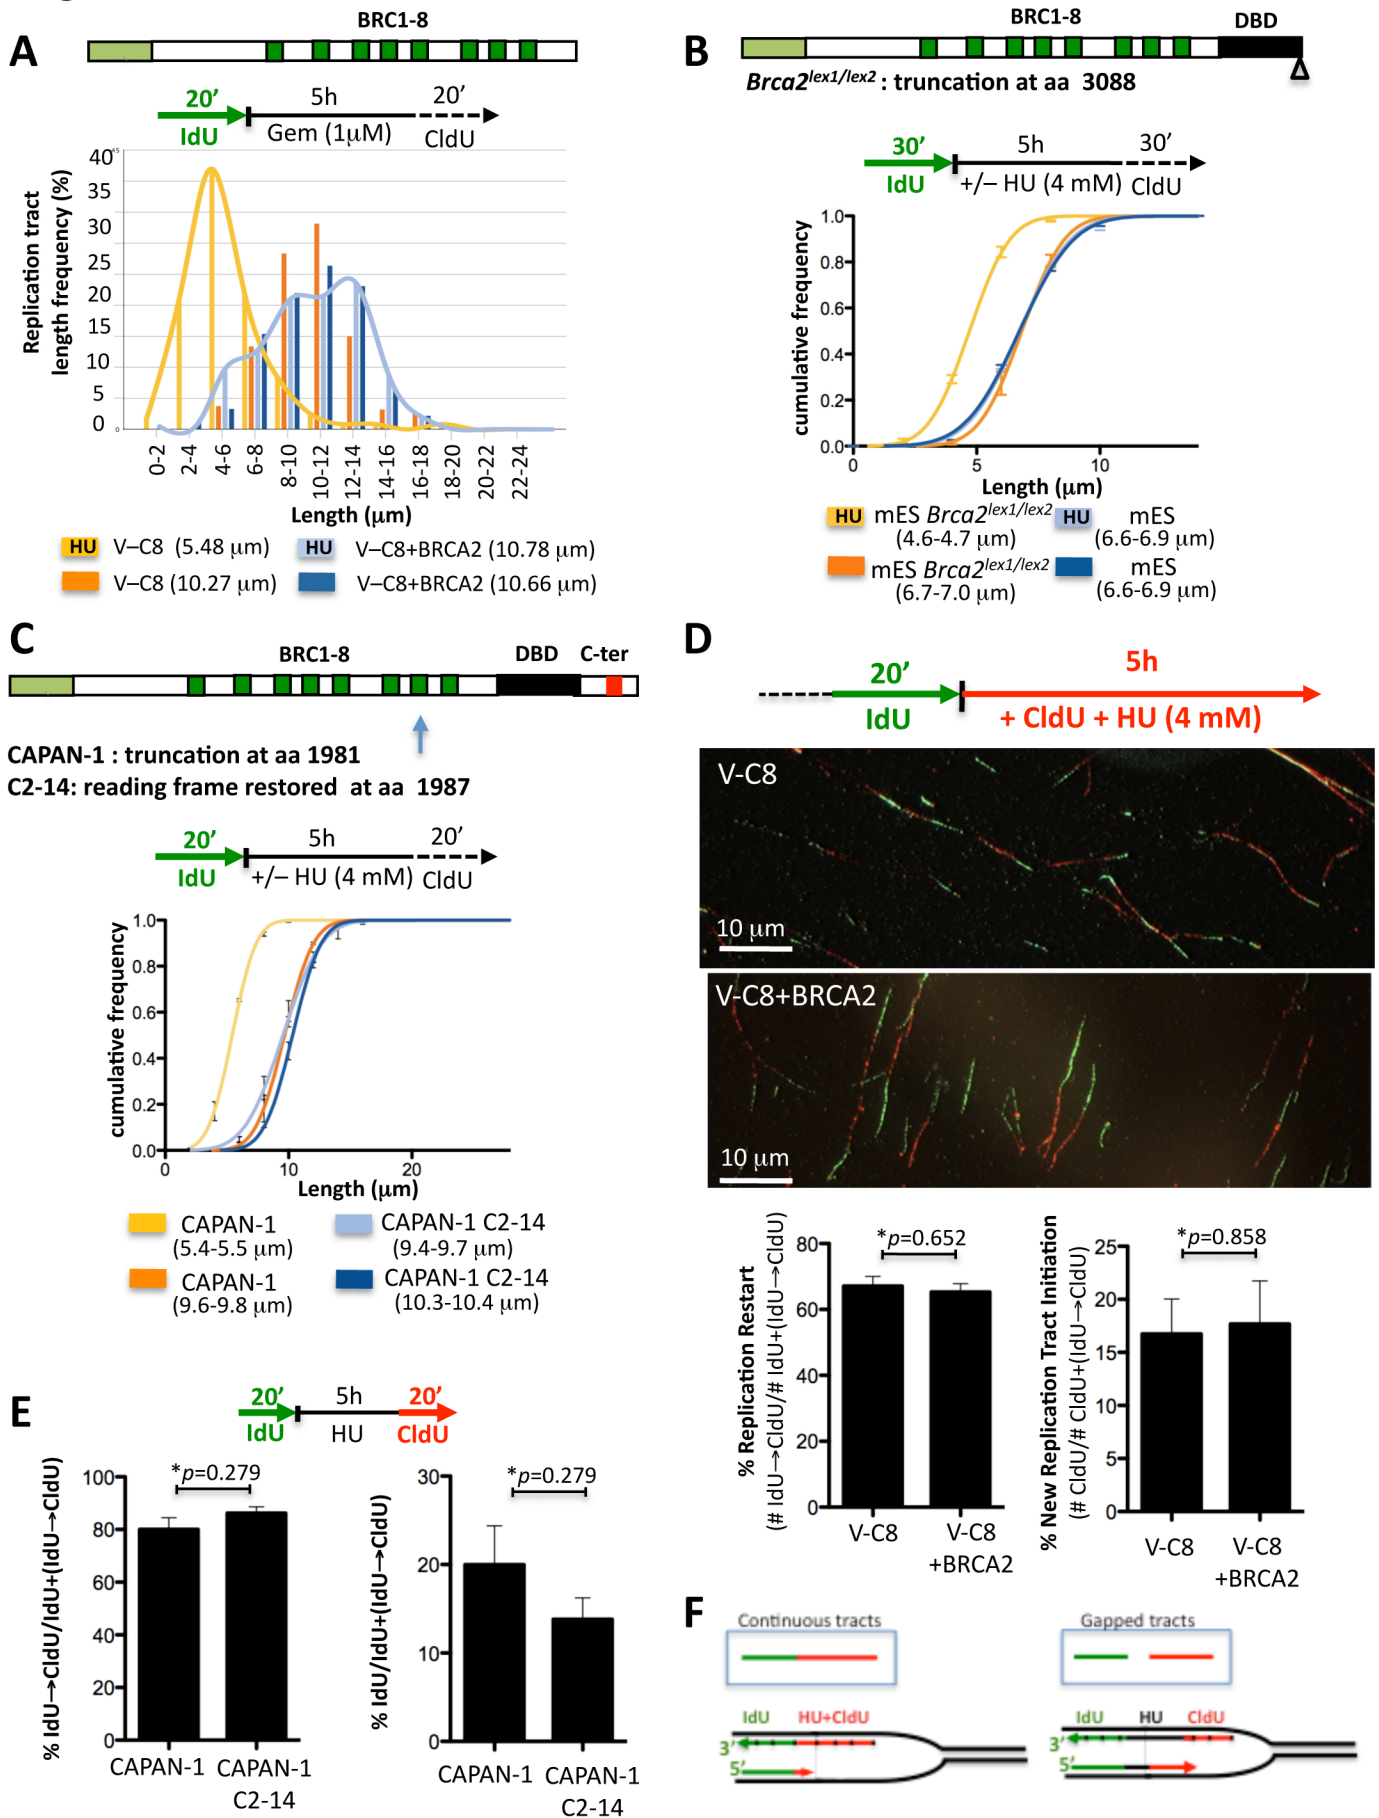 A
BRC1-8
20’
5h
20’
IdU
Gem (1µM)
CldU
Replication tract
length frequency (%)
40
45
35
30
25
20
15
10
5
0
0
0-2
2-4
4-6
6-8
8-10
10-12
12-14
14-16
16-18
18-20
20-22
22-24
Length (µm)
HU V–C8 (5.48 µm)
HU V–C8+BRCA2 (10.78 µm)
V–C8 (10.27 µm)
V–C8+BRCA2 (10.66 µm)
B
BRC1-8
DBD
Brca2lex1/lex2 : truncation at aa 3088
Δ
30’
5h
30’
IdU
+/– HU (4 mM)
CldU
cumulative frequency
1.0
0.8
0.6
0.4
0.2
0.0
0
5
10
Length (µm)
HU mES Brca2lex1/lex2
(4.6-4.7 µm)
HU mES
(6.6-6.9 µm)
mES Brca2lex1/lex2
(6.7-7.0 µm)
mES
(6.6-6.9 µm)
C
BRC1-8
DBD
C-ter
CAPAN-1 : truncation at aa 1981
C2-14: reading frame restored at aa 1987
20’
5h
20’
IdU
+/– HU (4 mM)
CldU
cumulative frequency
1.0
0.8
0.6
0.4
0.2
0.0
0
10
20
Length (µm)
CAPAN-1
(5.4-5.5 µm)
CAPAN-1 C2-14
(9.4-9.7 µm)
CAPAN-1
(9.6-9.8 µm)
CAPAN-1 C2-14
(10.3-10.4 µm)
D
20’
5h
IdU
+ CldU + HU (4 mM)
V-C8
10 µm
V-C8+BRCA2
10 µm
% Replication Restart
(# IdU→CldU/# IdU+(IdU→CldU)
80
60
40
20
0
*p=0.652
V-C8
V-C8
+BRCA2
% New Replication Tract Initiation
(# CldU/# CldU+(IdU→CldU)
25
20
15
10
5
0
*p=0.858
V-C8
V-C8
+BRCA2
E
20’
5h
20’
IdU
HU
CldU
% IdU→CldU/IdU+(IdU→CldU)
100
80
60
40
20
0
*p=0.279
CAPAN-1
CAPAN-1
C2-14
% IdU/IdU+(IdU→CldU)
30
20
10
0
*p=0.279
CAPAN-1
CAPAN-1
C2-14
F
Continuous tracts
IdU
HU+CldU
3’
5’
Gapped tracts
IdU
HU
CldU
3’
5’